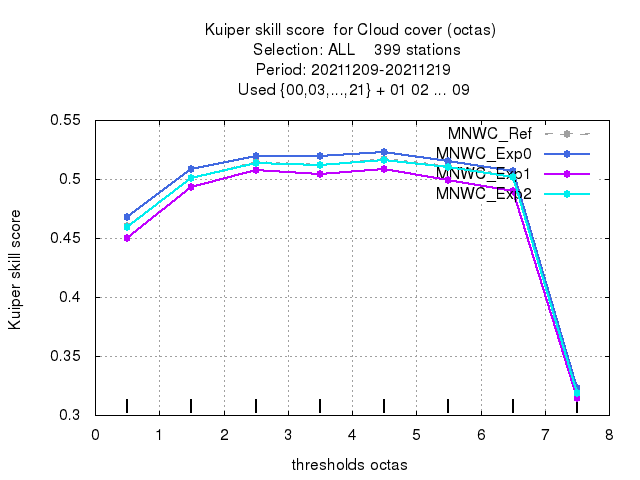 Kuiper skill score  for Cloud cover (octas)
Selection: ALL    399 stations
Period: 20211209-20211219
Used {00,03,...,21} + 01 02 ... 09
Kuiper skill score
0.55
0.5
0.45
0.4
0.35
0.3
MNWC_Ref
MNWC_Exp0
MNWC_Exp1
MNWC_Exp2
0 1 2 3 4 5 6 7 8
thresholds octas